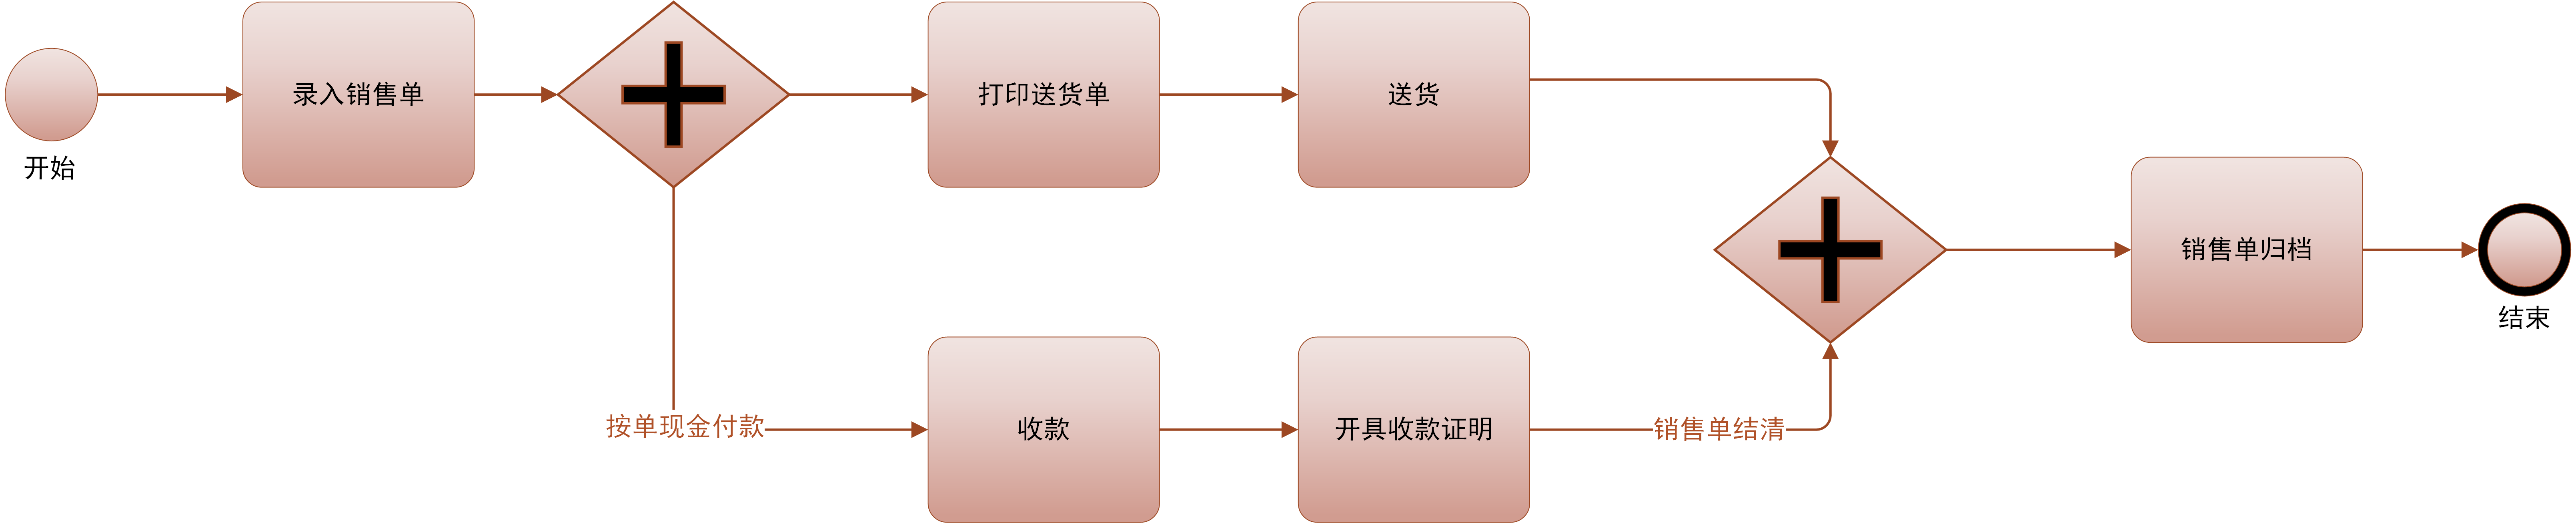 开始
录入销售单
打印送货单
送货
按单现金付款
收款
开具收款证明
销售单结清
销售单归档
结束